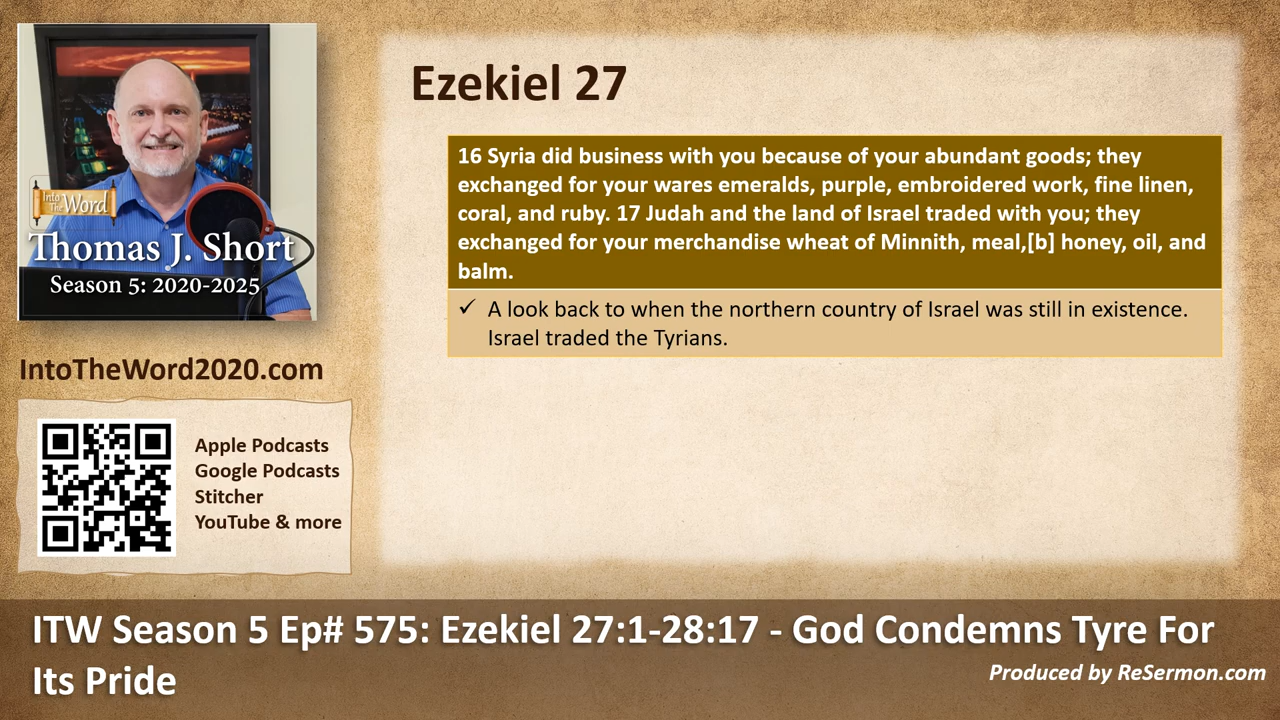 Into
The Word
Thomas J. Short
Season 5: 2020-2025
IntoTheWord2020.com
Apple Podcasts
Google Podcasts
Stitcher
YouTube & more
Ezekiel 27
16 Syria did business with you because of your abundant goods; they
exchanged for your wares emeralds, purple, embroidered work, fine linen,
coral, and ruby. 17 Judah and the land of Israel traded with you; they
exchanged for your merchandise wheat of Minnith, meal,[b] honey, oil, and
balm.
✓ A look back to when the northern country of Israel was still in existence.
Israel traded the Tyrians.
ITW Season 5 Ep# 575: Ezekiel 27:1-28:17 - God Condemns Tyre For
Its Pride
Produced by ReSermon.com